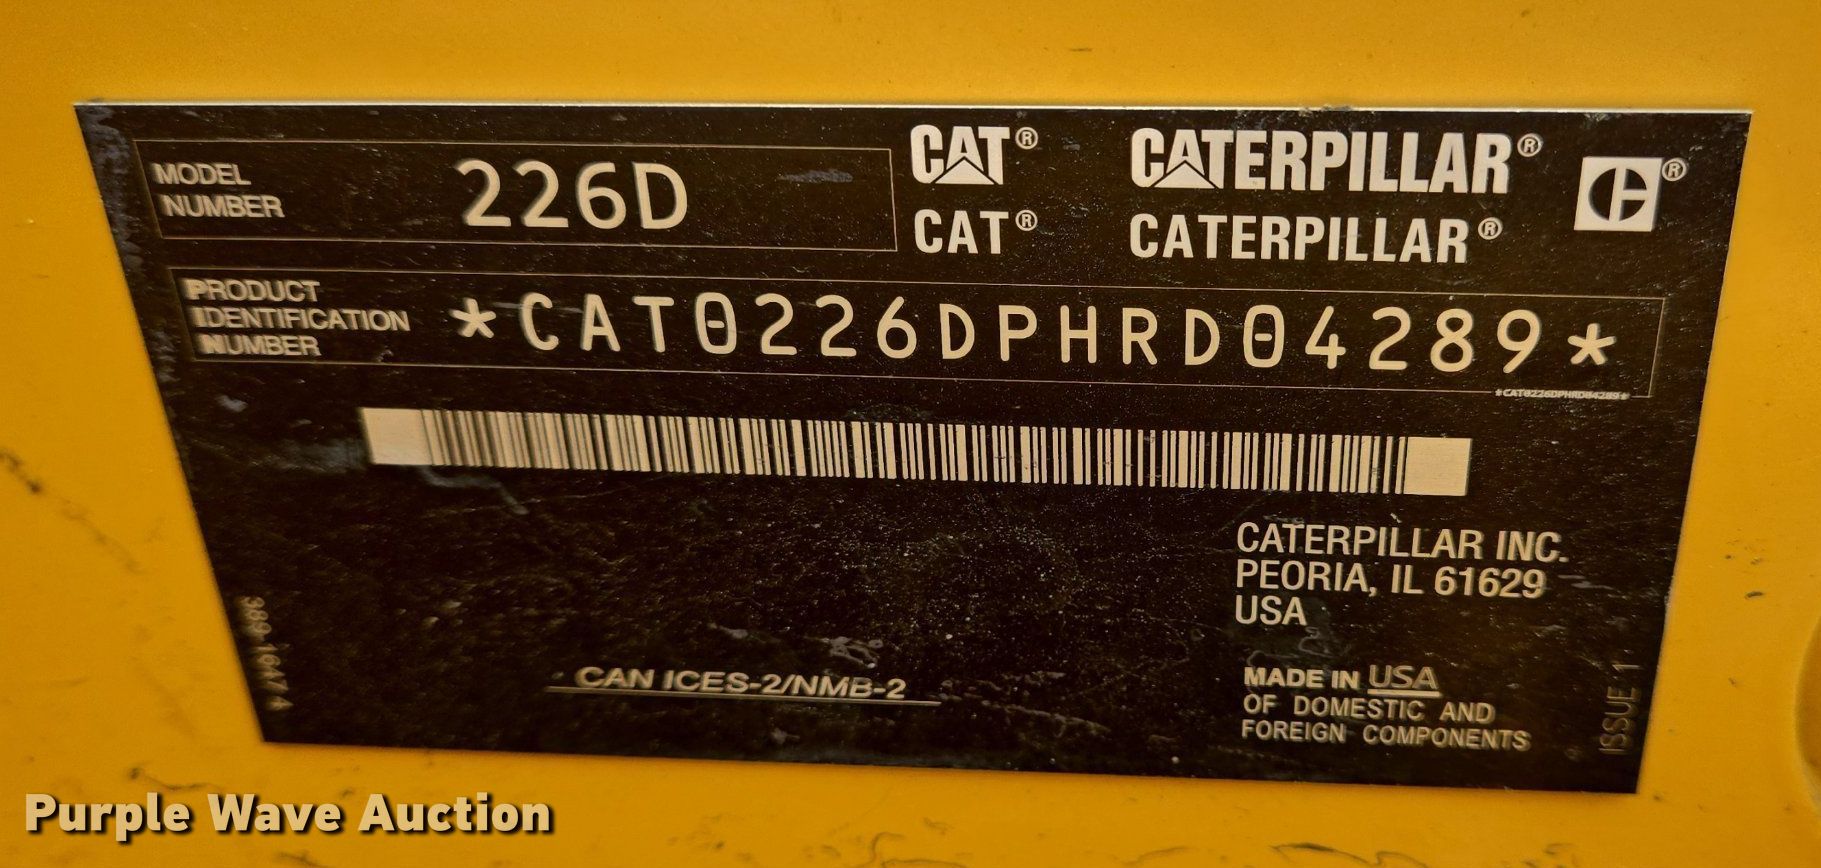 MODEL
NUMBER
226D
CAT® CATERPILLAR® ®
CAT® CATERPILLAR®
PRODUCT
IDENTIFICATION
NUMBER
*CAT0226DPHRD04289*
*CAT0226DPHRD04289*
CATERPILLAR INC.
PEORIA, IL 61629
USA
CAN ICES-2/NMB-2
MADE IN USA
OF DOMESTIC AND
FOREIGN COMPONENTS
ISSUE 1
Purple Wave Auction